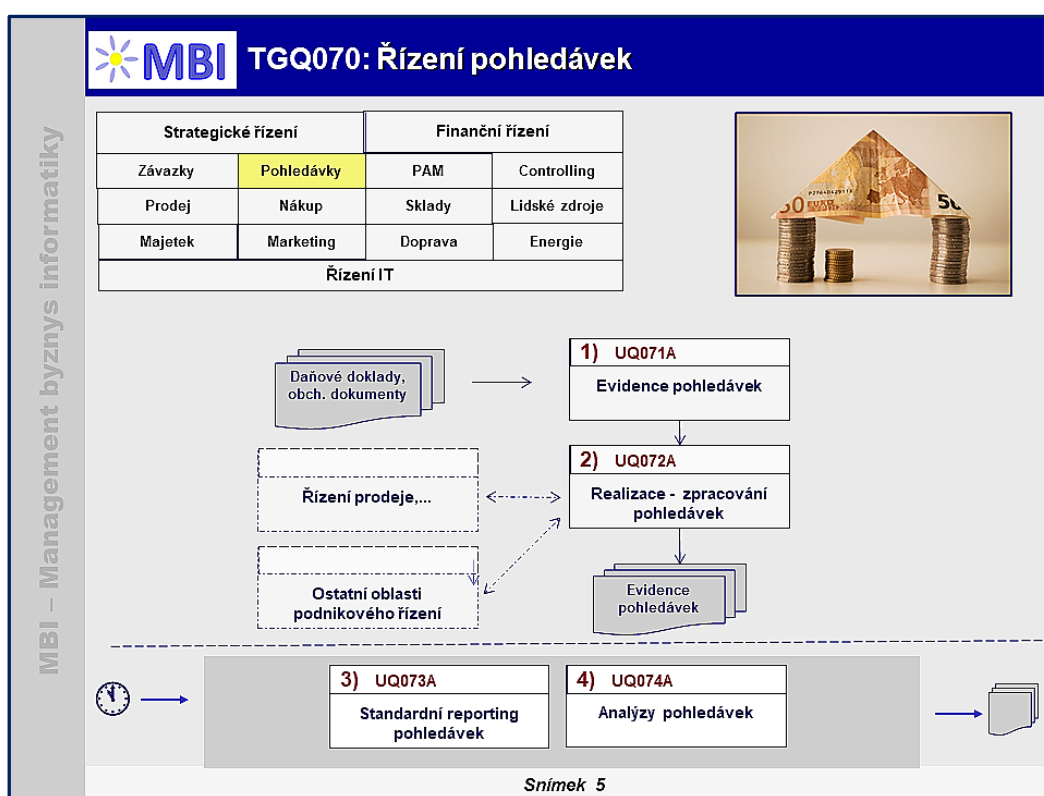 MBI
TGQ070: Řízení pohledávek
MBI – Management byznys informatiky
Strategické řízení
Finanční řízení
Závazky
Pohledávky
PAM
Controlling
Prodej
Nákup
Sklady
Lidské zdroje
Majetek
Marketing
Doprava
Energie
Řízení IT
Daňové doklady,
obch. dokumenty
1) UQ071A
Evidence pohledávek
2) UQ072A
Realizace - zpracování
pohledávek
Řízení prodeje,...
Ostatní oblasti
podnikového řízení
Evidence
pohledávek
3) UQ073A
Standardní reporting
pohledávek
4) UQ074A
Analýzy pohledávek
Snímek 5